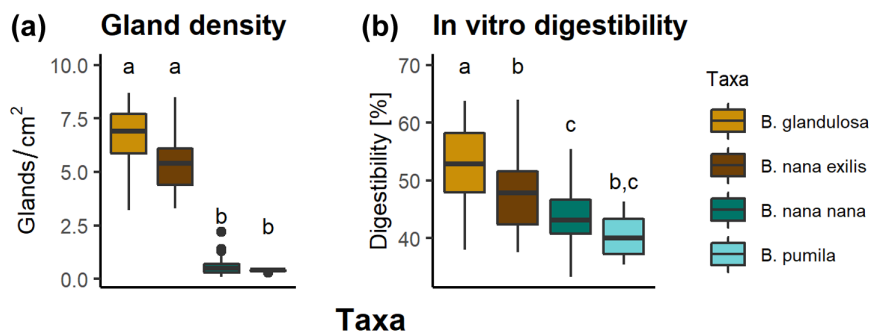 (a) Gland density
10.0
7.5
5.0
2.5
0.0
Glands/cm²
a a b b
(b) In vitro digestibility
70
60
50
40
Digestibility [%]
a b c b,c
Taxa
B. glandulosa
B. nana exilis
B. nana nana
B. pumila
Taxa